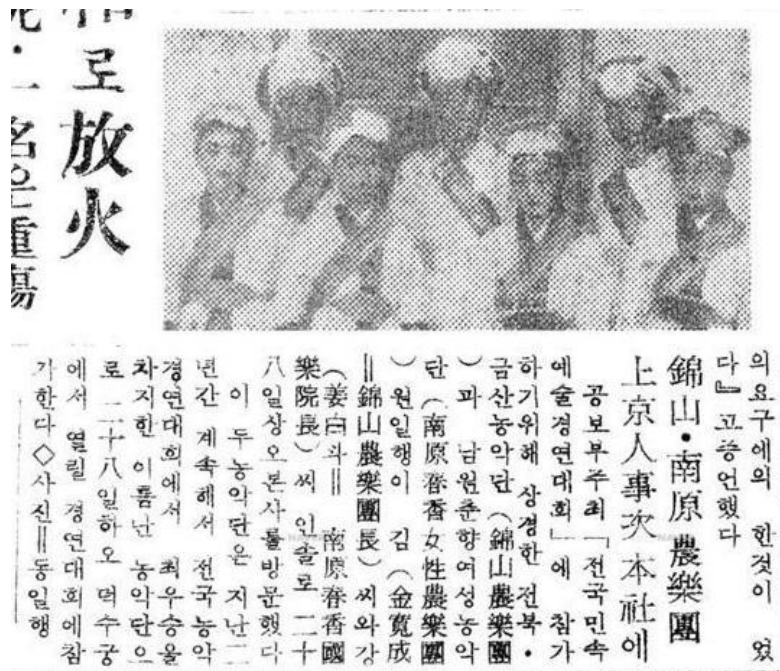 로放火
一名은重傷
의요구에의 한것이 었
다』고증언했다
錦山·南原農樂團
上京人事次本社에
공보부주최「전국민속
예술경연대회」에 참가
하기위해 상경한 전북·
금산농악단 (錦山農樂團
) 과 남원춘향여성농악
단 (南原春香女性農樂團
) 원일행이 김 (金寬成
=錦山農樂團長) 씨와강
(姜白과= 南原春香國
樂院長) 씨 인솔로 二十
八일상오본사를방문했다
이 두농악단은 지난二
년간 계속해서 전국농악
경연대회에서 최우승을
차지한 이름난 농악단으
로 二十八일하오 덕수궁
에서 열릴 경연대회에참
가한다◇사진=동일행